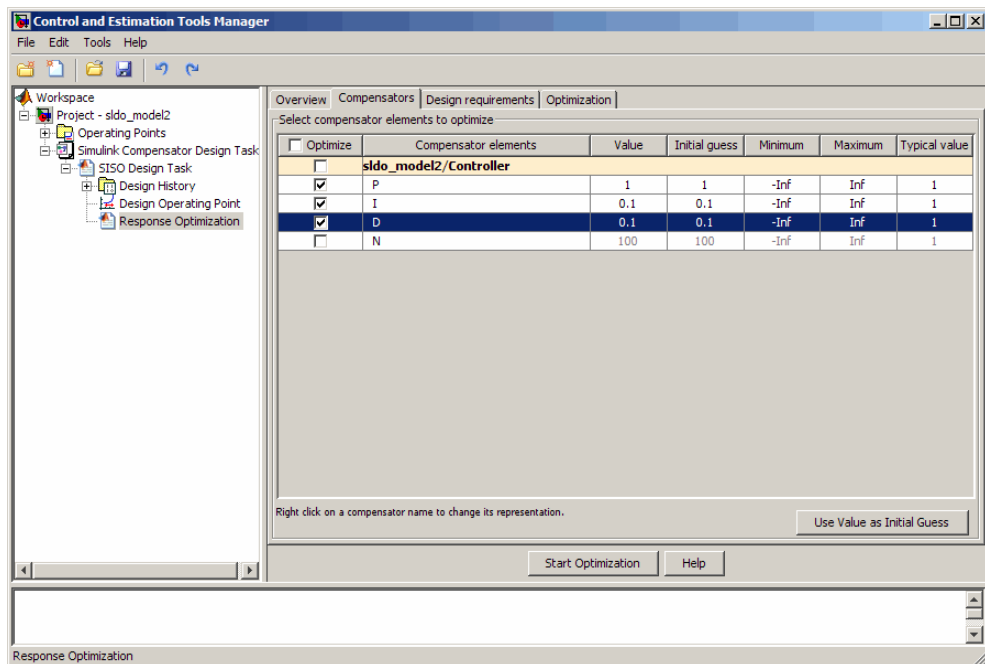 Control and Estimation Tools Manager
File Edit Tools Help
Workspace
Project - sldo_model2
Operating Points
Simulink Compensator Design Task
SISO Design Task
Design History
Design Operating Point
Response Optimization
Overview Compensators Design requirements Optimization
Select compensator elements to optimize
Optimize Compensator elements Value Initial guess Minimum Maximum Typical value
sldo_model2/Controller
P 1 1 -Inf Inf 1
I 0.1 0.1 -Inf Inf 1
D 0.1 0.1 -Inf Inf 1
N 100 100 -Inf Inf 1
Right click on a compensator name to change its representation.
Use Value as Initial Guess
Start Optimization Help
Response Optimization